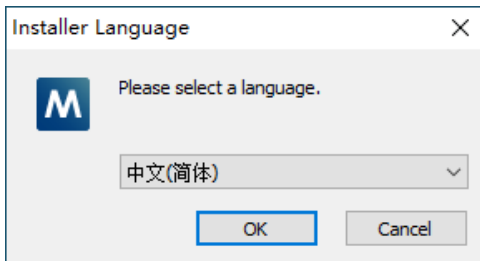 Installer Language
Please select a language.
中文(简体)
OK
Cancel